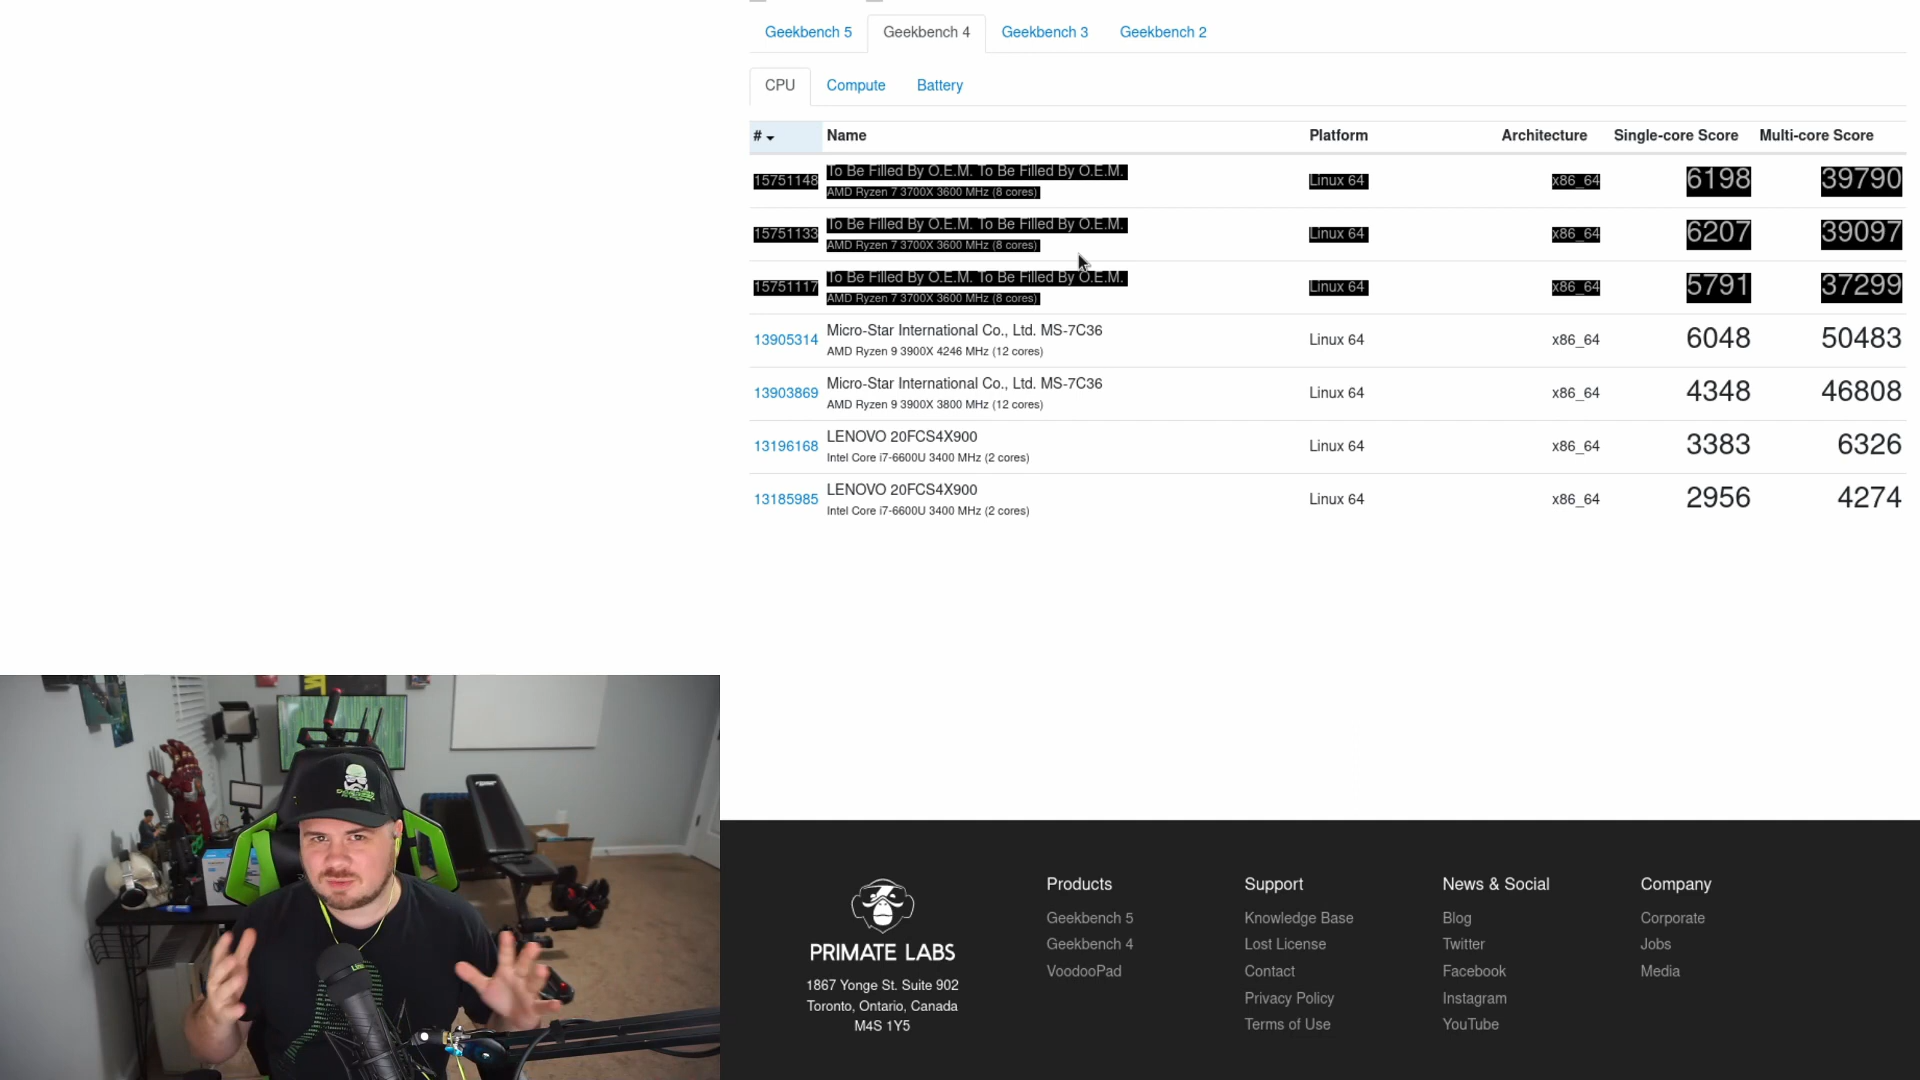 Geekbench 5 Geekbench 4 Geekbench 3 Geekbench 2
CPU Compute Battery
# Name Platform Architecture Single-core Score Multi-core Score
15751148 To Be Filled By O.E.M. To Be Filled By O.E.M. Linux 64 x86_64 6198 39790
AMD Ryzen 7 3700X 3600 MHz (8 cores)
15751133 To Be Filled By O.E.M. To Be Filled By O.E.M. Linux 64 x86_64 6207 39097
AMD Ryzen 7 3700X 3600 MHz (8 cores)
15751117 To Be Filled By O.E.M. To Be Filled By O.E.M. Linux 64 x86_64 5791 37299
AMD Ryzen 7 3700X 3600 MHz (8 cores)
13905314 Micro-Star International Co., Ltd. MS-7C36 Linux 64 x86_64 6048 50483
AMD Ryzen 9 3900X 4246 MHz (12 cores)
13903869 Micro-Star International Co., Ltd. MS-7C36 Linux 64 x86_64 4348 46808
AMD Ryzen 9 3900X 3800 MHz (12 cores)
13196168 LENOVO 20FCS4X900 Linux 64 x86_64 3383 6326
Intel Core i7-6600U 3400 MHz (2 cores)
13185985 LENOVO 20FCS4X900 Linux 64 x86_64 2956 4274
Intel Core i7-6600U 3400 MHz (2 cores)
PRIMATE LABS
1867 Yonge St. Suite 902
Toronto, Ontario, Canada
M4S 1Y5
Products
Geekbench 5
Geekbench 4
VoodooPad
Support
Knowledge Base
Lost License
Contact
Privacy Policy
Terms of Use
News & Social
Blog
Twitter
Facebook
Instagram
YouTube
Company
Corporate
Jobs
Media